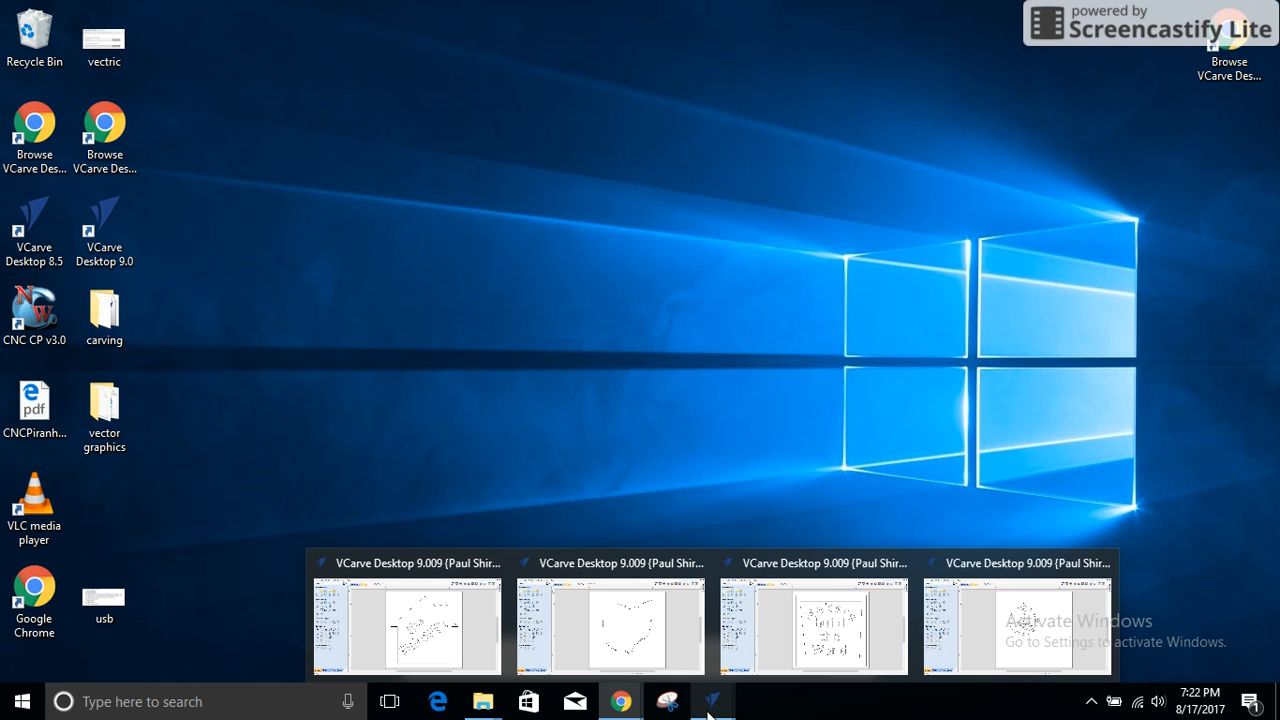 powered by
Screencastify Lite
Recycle Bin
vectric
Browse
VCarve Des...
Browse
VCarve Des...
Browse
VCarve Des...
VCarve
Desktop 8.5
VCarve
Desktop 9.0
CNC CP v3.0
carving
CNCPiranh...
vector
graphics
VLC media
player
Google
Chrome
usb
VCarve Desktop 9.009 {Paul Shir...
VCarve Desktop 9.009 {Paul Shir...
VCarve Desktop 9.009 {Paul Shir...
VCarve Desktop 9.009 {Paul Shir...
Activate Windows
Go to Settings to activate Windows.
Type here to search
7:22 PM
8/17/2017